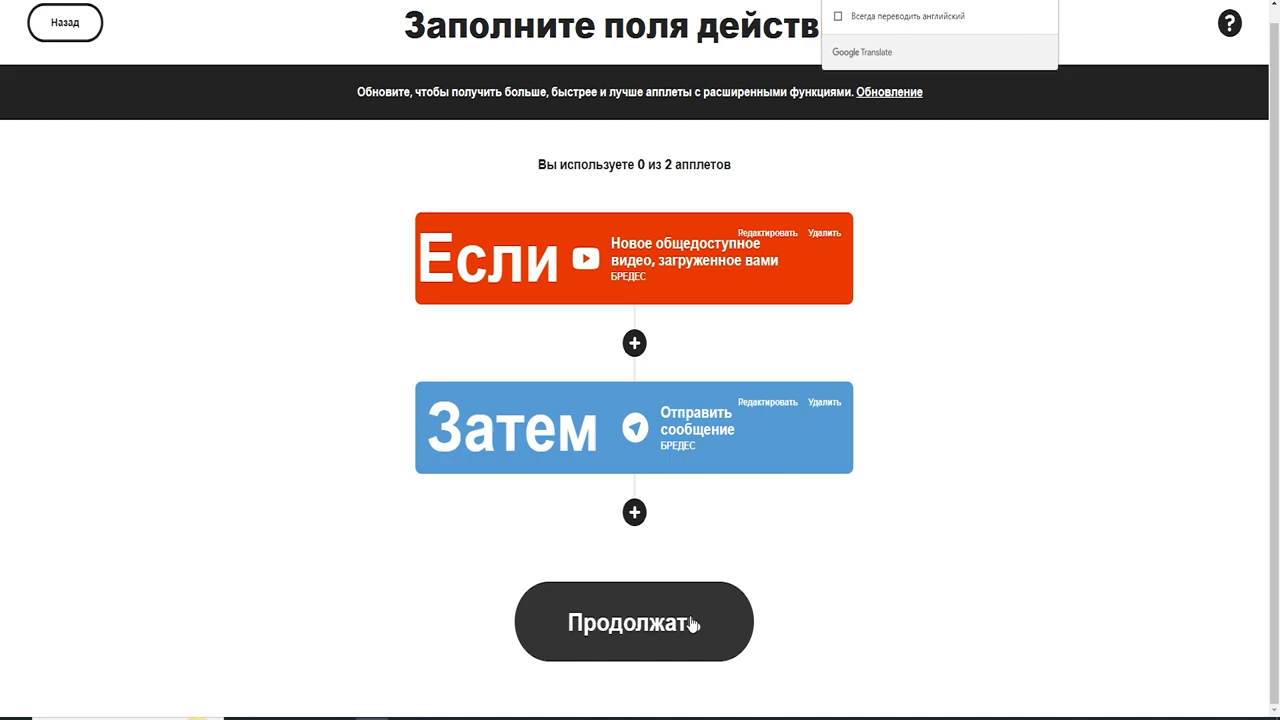 Назад
Заполните поля действ
Всегда переводить английский
Google Translate
?
Обновите, чтобы получить больше, быстрее и лучше апплеты с расширенными функциями. Обновление
Вы используете 0 из 2 апплетов
Если
Редактировать Удалить
Новое общедоступное
видео, загруженное вами
БРЕДЕС
Затем
Редактировать Удалить
Отправить
сообщение
БРЕДЕС
Продолжат